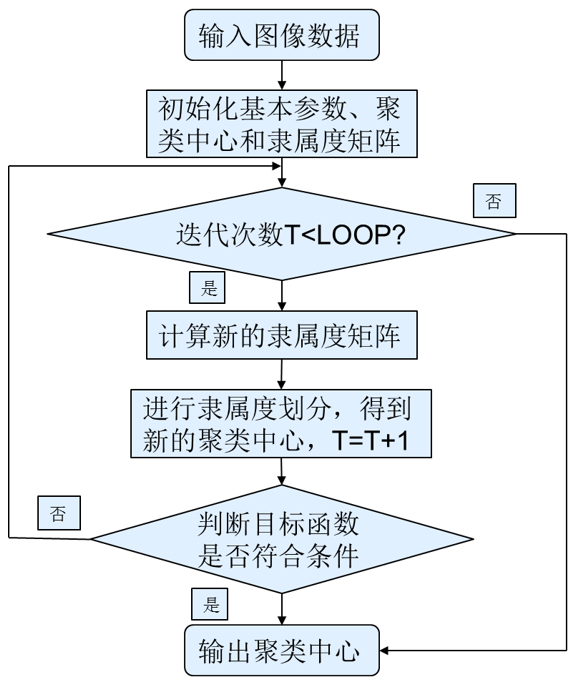 输入图像数据
初始化基本参数、聚
类中心和隶属度矩阵
否
迭代次数T<LOOP?
是
计算新的隶属度矩阵
进行隶属度划分，得到
新的聚类中心，T=T+1
否
判断目标函数
是否符合条件
是
输出聚类中心